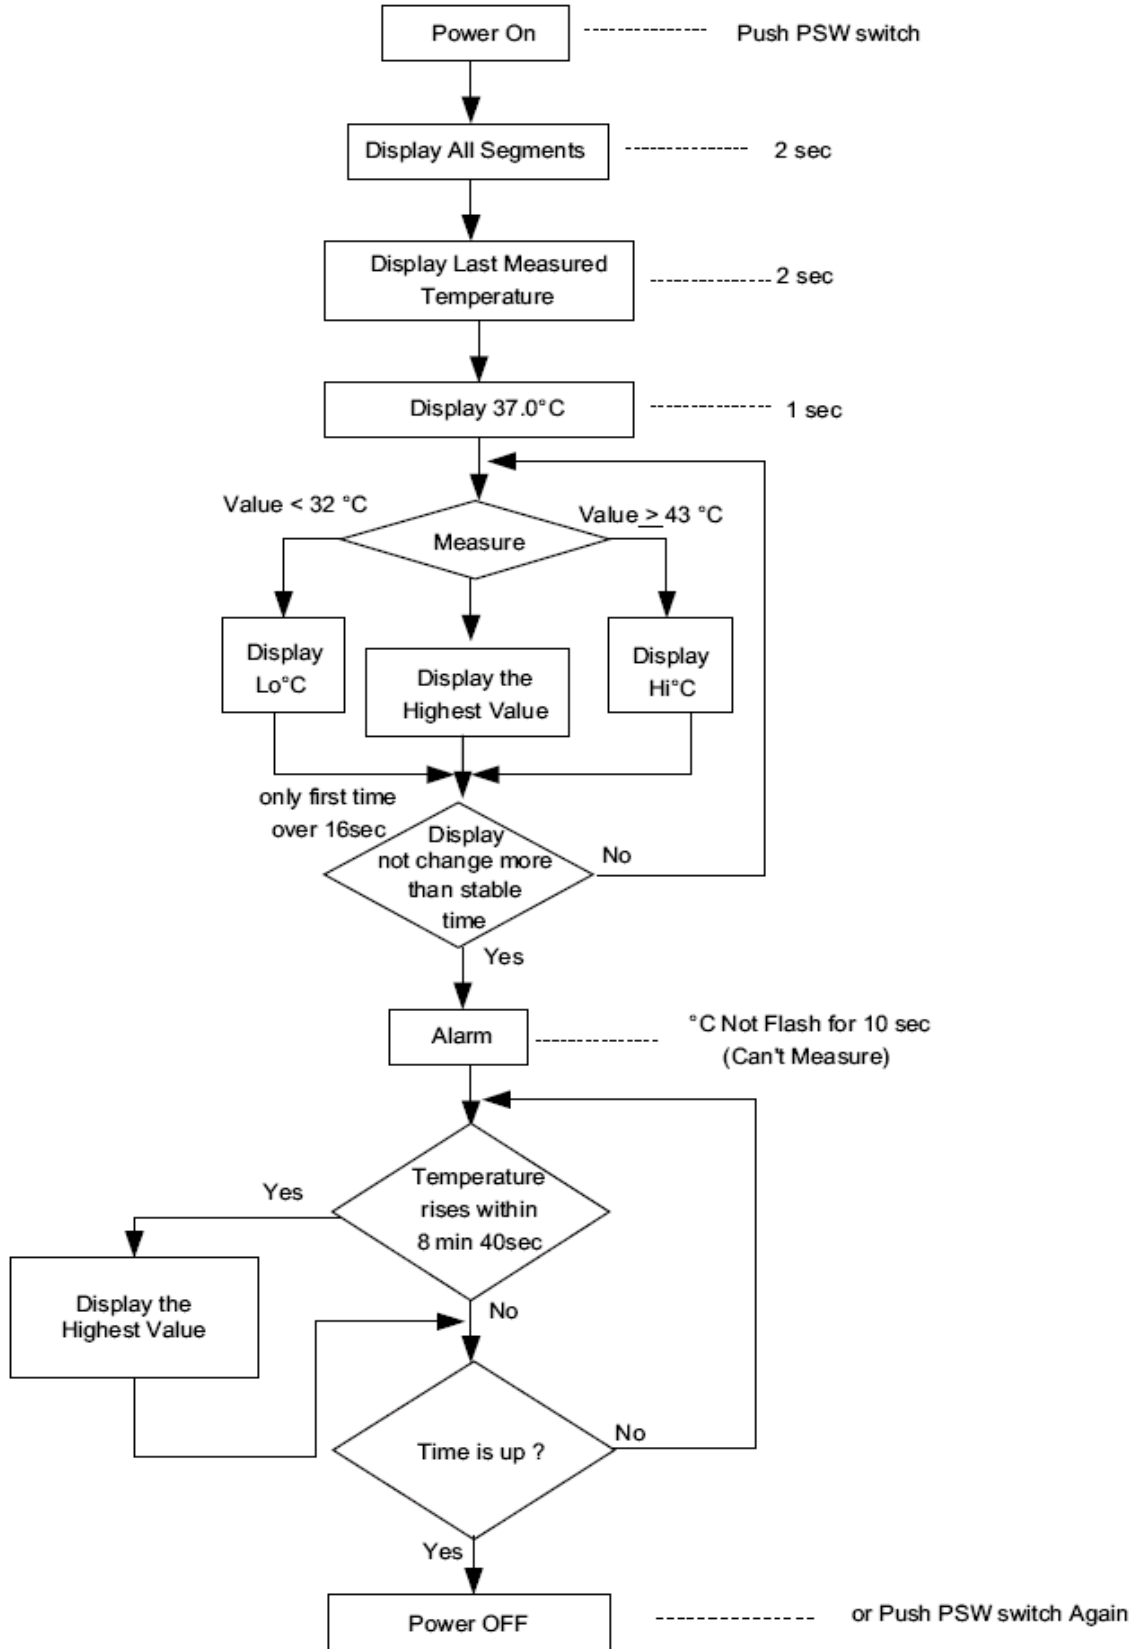 Power On
Push PSW switch
Display All Segments
2 sec
Display Last Measured
Temperature
2 sec
Display 37.0°C
1 sec
Value < 32 °C
Value > 43 °C
Measure
Display
Lo°C
Display the
Highest Value
Display
Hi°C
only first time
over 16sec
Display
not change more
than stable
time
No
Yes
Alarm
°C Not Flash for 10 sec
(Can't Measure)
Temperature
rises within
8 min 40sec
Yes
Display the
Highest Value
No
Time is up ?
No
Yes
Power OFF
or Push PSW switch Again